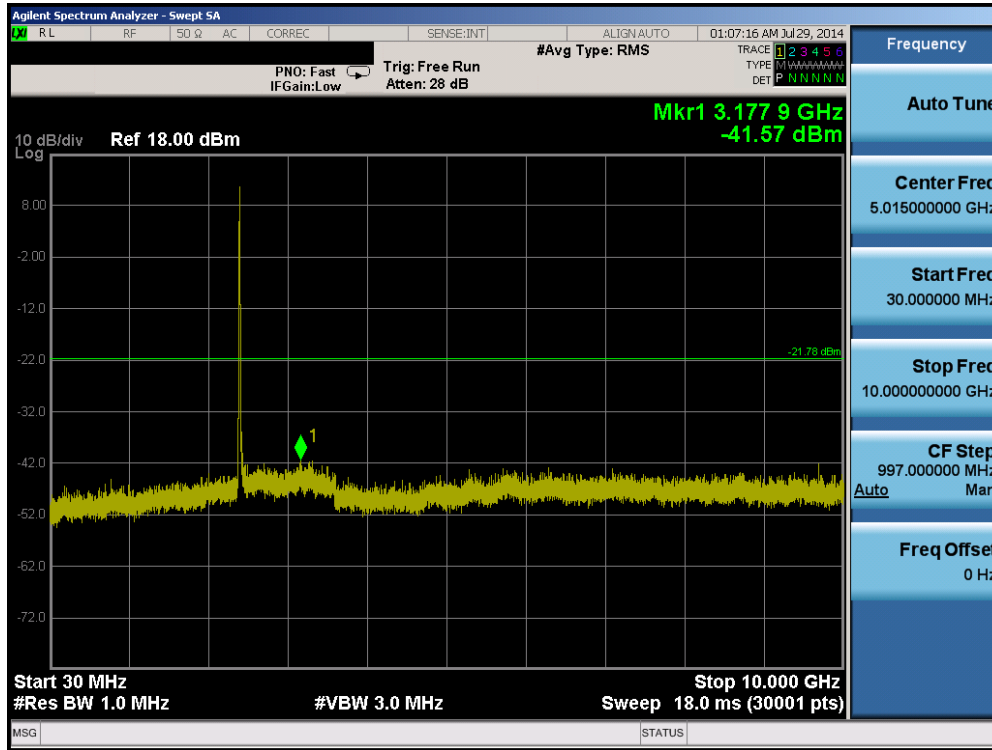 Agilent Spectrum Analyzer - Swept SA
LXI RL RF 50 Ω AC CORREC SENSE:INT ALIGN AUTO 01:07:16 AM Jul 29, 2014
#Avg Type: RMS TRACE 1 2 3 4 5 6
PNO: Fast Trig: Free Run TYPE M
IFGain:Low Atten: 28 dB DET P N N N N N
Mkr1 3.177 9 GHz
-41.57 dBm
10 dB/div Ref 18.00 dBm
Log
8.00
-2.00
-12.0
-21.78 dBm
-22.0
-32.0
1
-42.0
-52.0
-62.0
-72.0
Start 30 MHz Stop 10.000 GHz
#Res BW 1.0 MHz #VBW 3.0 MHz Sweep 18.0 ms (30001 pts)
MSG STATUS
Frequency
Auto Tune
Center Freq
5.015000000 GHz
Start Freq
30.000000 MHz
Stop Freq
10.000000000 GHz
CF Step
997.000000 MHz
Auto Man
Freq Offset
0 Hz